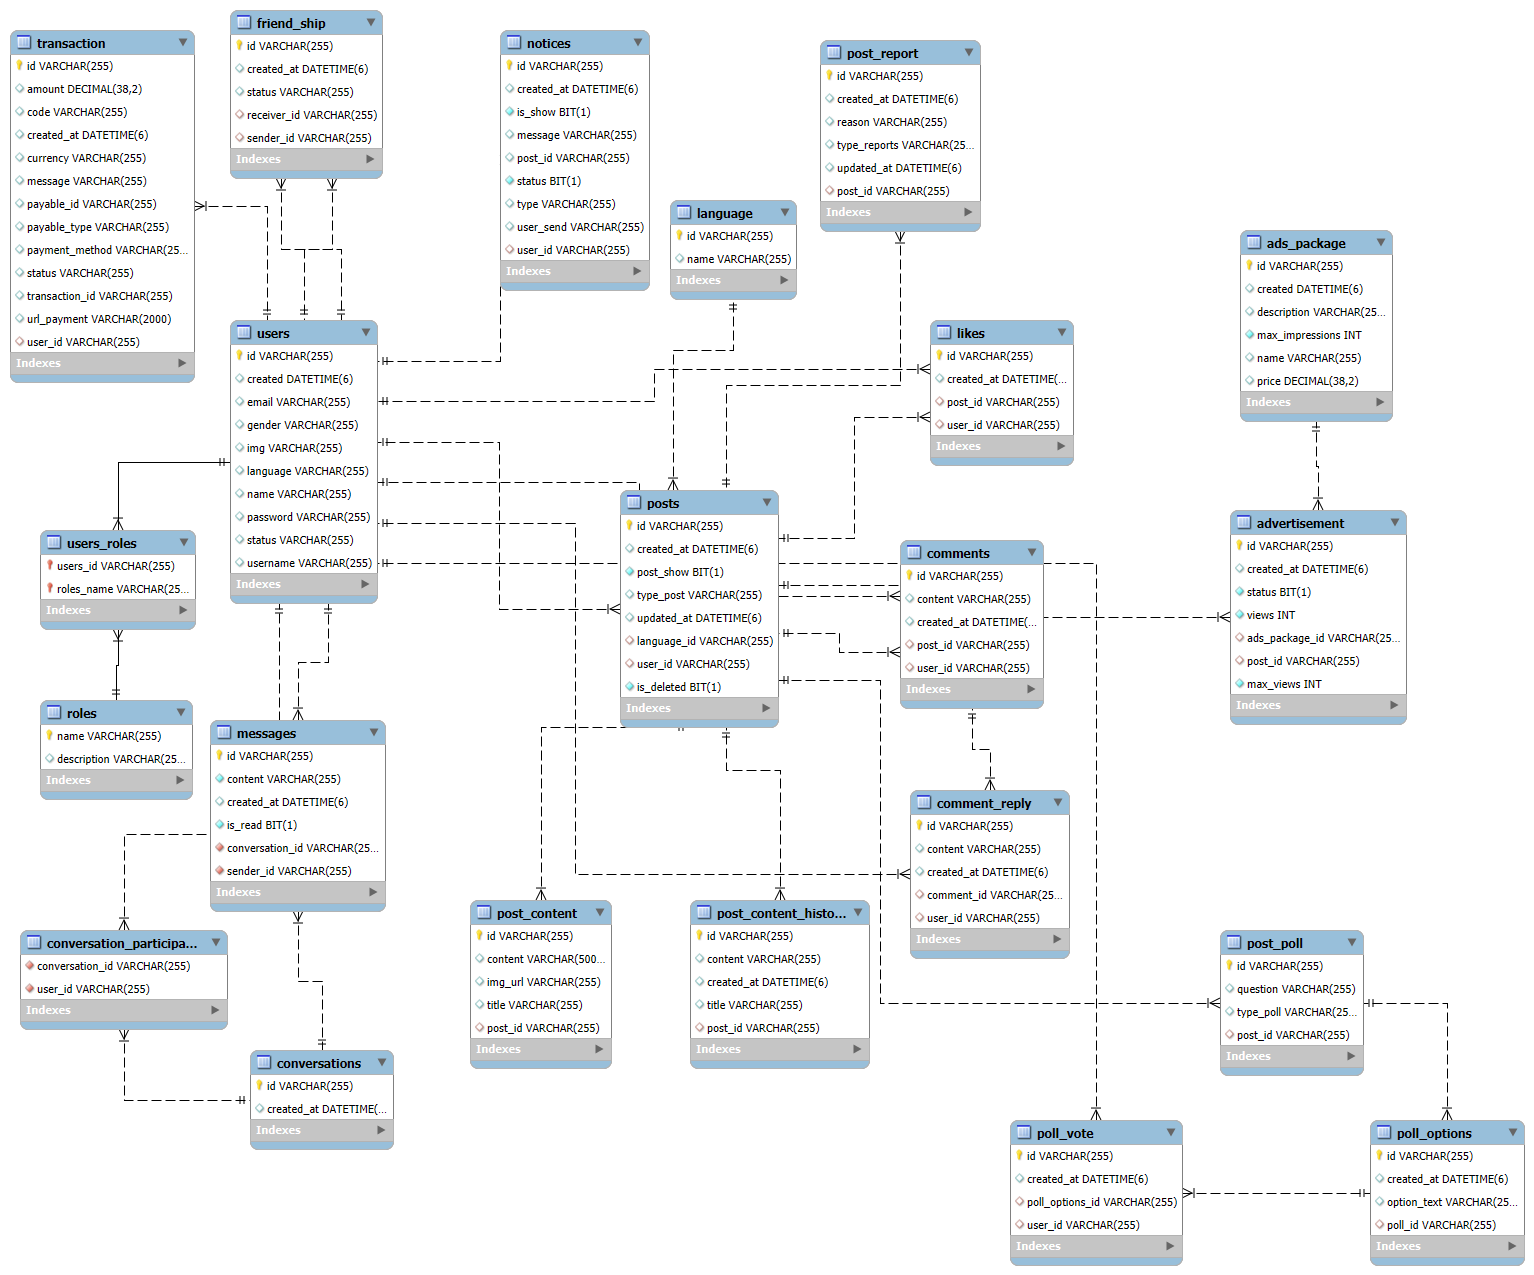 transaction
id VARCHAR(255)
amount DECIMAL(38,2)
code VARCHAR(255)
created_at DATETIME(6)
currency VARCHAR(255)
message VARCHAR(255)
payable_id VARCHAR(255)
payable_type VARCHAR(255)
payment_method VARCHAR(25...
status VARCHAR(255)
transaction_id VARCHAR(255)
url_payment VARCHAR(2000)
user_id VARCHAR(255)
Indexes
friend_ship
id VARCHAR(255)
created_at DATETIME(6)
status VARCHAR(255)
receiver_id VARCHAR(255)
sender_id VARCHAR(255)
Indexes
notices
id VARCHAR(255)
created_at DATETIME(6)
is_show BIT(1)
message VARCHAR(255)
post_id VARCHAR(255)
status BIT(1)
type VARCHAR(255)
user_send VARCHAR(255)
user_id VARCHAR(255)
Indexes
language
id VARCHAR(255)
name VARCHAR(255)
Indexes
post_report
id VARCHAR(255)
created_at DATETIME(6)
reason VARCHAR(255)
type_reports VARCHAR(25...
updated_at DATETIME(6)
post_id VARCHAR(255)
Indexes
ads_package
id VARCHAR(255)
created DATETIME(6)
description VARCHAR(25...
max_impressions INT
name VARCHAR(255)
price DECIMAL(38,2)
Indexes
users
id VARCHAR(255)
created DATETIME(6)
email VARCHAR(255)
gender VARCHAR(255)
img VARCHAR(255)
language VARCHAR(255)
name VARCHAR(255)
password VARCHAR(255)
status VARCHAR(255)
username VARCHAR(255)
Indexes
likes
id VARCHAR(255)
created_at DATETIME(...
post_id VARCHAR(255)
user_id VARCHAR(255)
Indexes
posts
id VARCHAR(255)
created_at DATETIME(6)
post_show BIT(1)
type_post VARCHAR(255)
updated_at DATETIME(6)
language_id VARCHAR(255)
user_id VARCHAR(255)
is_deleted BIT(1)
Indexes
comments
id VARCHAR(255)
content VARCHAR(255)
created_at DATETIME(...
post_id VARCHAR(255)
user_id VARCHAR(255)
Indexes
advertisement
id VARCHAR(255)
created_at DATETIME(6)
status BIT(1)
views INT
ads_package_id VARCHAR(25...
post_id VARCHAR(255)
max_views INT
Indexes
users_roles
users_id VARCHAR(255)
roles_name VARCHAR(25...
Indexes
roles
name VARCHAR(255)
description VARCHAR(25...
Indexes
messages
id VARCHAR(255)
content VARCHAR(255)
created_at DATETIME(6)
is_read BIT(1)
conversation_id VARCHAR(25...
sender_id VARCHAR(255)
Indexes
comment_reply
id VARCHAR(255)
content VARCHAR(255)
created_at DATETIME(6)
comment_id VARCHAR(25...
user_id VARCHAR(255)
Indexes
conversation_participa...
conversation_id VARCHAR(255)
user_id VARCHAR(255)
Indexes
post_content
id VARCHAR(255)
content VARCHAR(500...
img_url VARCHAR(255)
title VARCHAR(255)
post_id VARCHAR(255)
Indexes
post_content_histo...
id VARCHAR(255)
content VARCHAR(255)
created_at DATETIME(6)
title VARCHAR(255)
post_id VARCHAR(255)
Indexes
post_poll
id VARCHAR(255)
question VARCHAR(255)
type_poll VARCHAR(25...
post_id VARCHAR(255)
Indexes
conversations
id VARCHAR(255)
created_at DATETIME(...
Indexes
poll_vote
id VARCHAR(255)
created_at DATETIME(6)
poll_options_id VARCHAR(255)
user_id VARCHAR(255)
Indexes
poll_options
id VARCHAR(255)
created_at DATETIME(6)
option_text VARCHAR(25...
poll_id VARCHAR(255)
Indexes